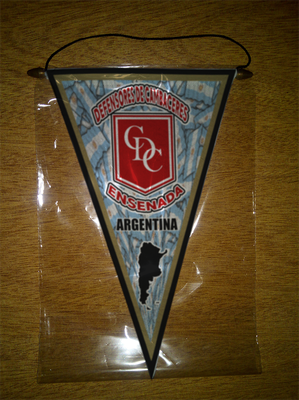 DEFENSORES DE CAMBACERES
CDC
ENSENADA
ARGENTINA